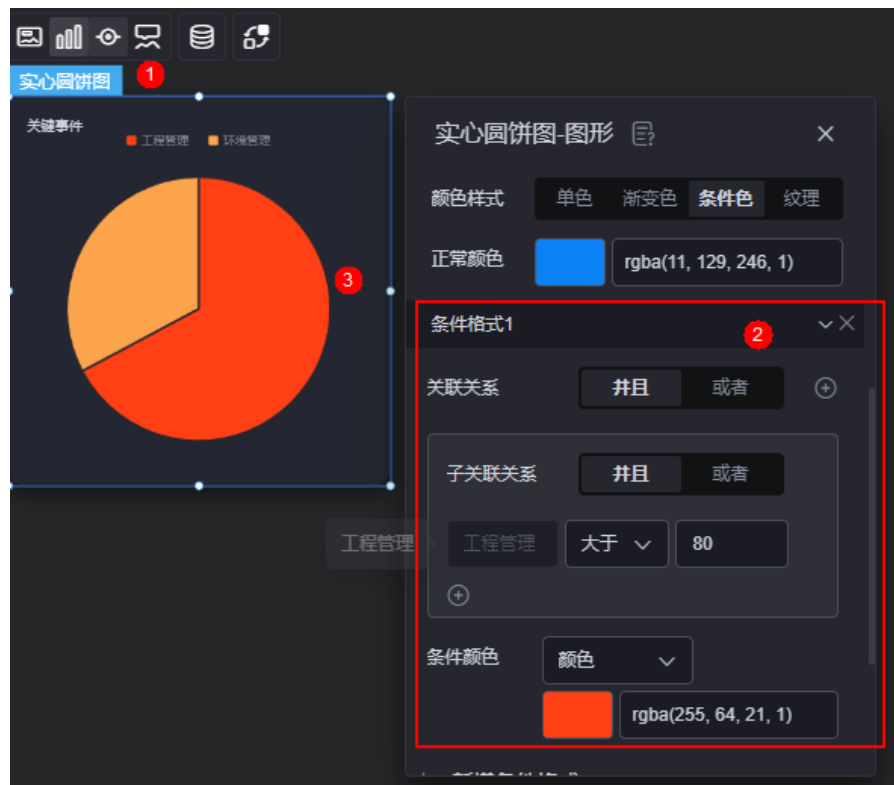 实心圆饼图
1
关键事件
工程管理 环境管理
3
实心圆饼图-图形
颜色样式 单色 渐变色 条件色 纹理
正常颜色 rgba(11, 129, 246, 1)
条件格式1
2
关联关系 并且 或者
子关联关系 并且 或者
工程管理 工程管理 大于 80
条件颜色 颜色
rgba(255, 64, 21, 1)